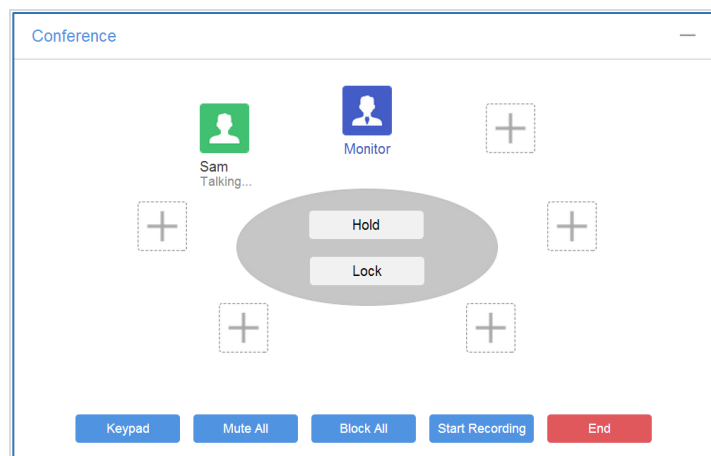 Conference
Monitor
Sam
Talking...
Hold
Lock
Keypad
Mute All
Block All
Start Recording
End